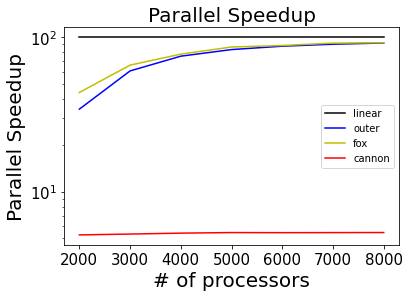 Parallel Speedup
Parallel Speedup
10²
10¹
linear
outer
fox
cannon
2000 3000 4000 5000 6000 7000 8000
# of processors